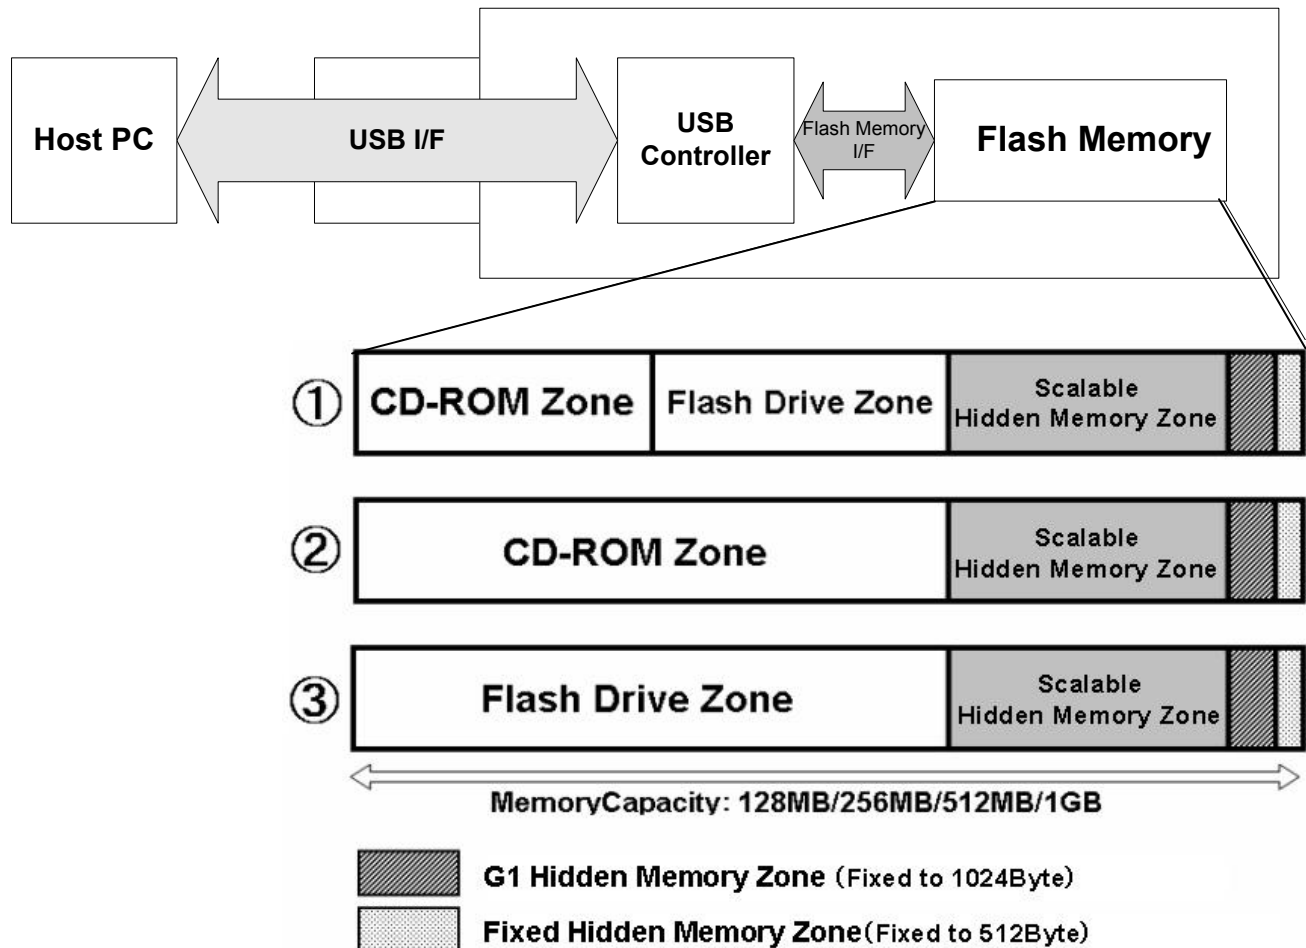 Host PC
USB I/F
USB
Controller
Flash Memory
I/F
Flash Memory
① CD-ROM Zone Flash Drive Zone Scalable
Hidden Memory Zone
② CD-ROM Zone Scalable
Hidden Memory Zone
③ Flash Drive Zone Scalable
Hidden Memory Zone
MemoryCapacity: 128MB/256MB/512MB/1GB
G1 Hidden Memory Zone (Fixed to 1024Byte)
Fixed Hidden Memory Zone(Fixed to 512Byte)